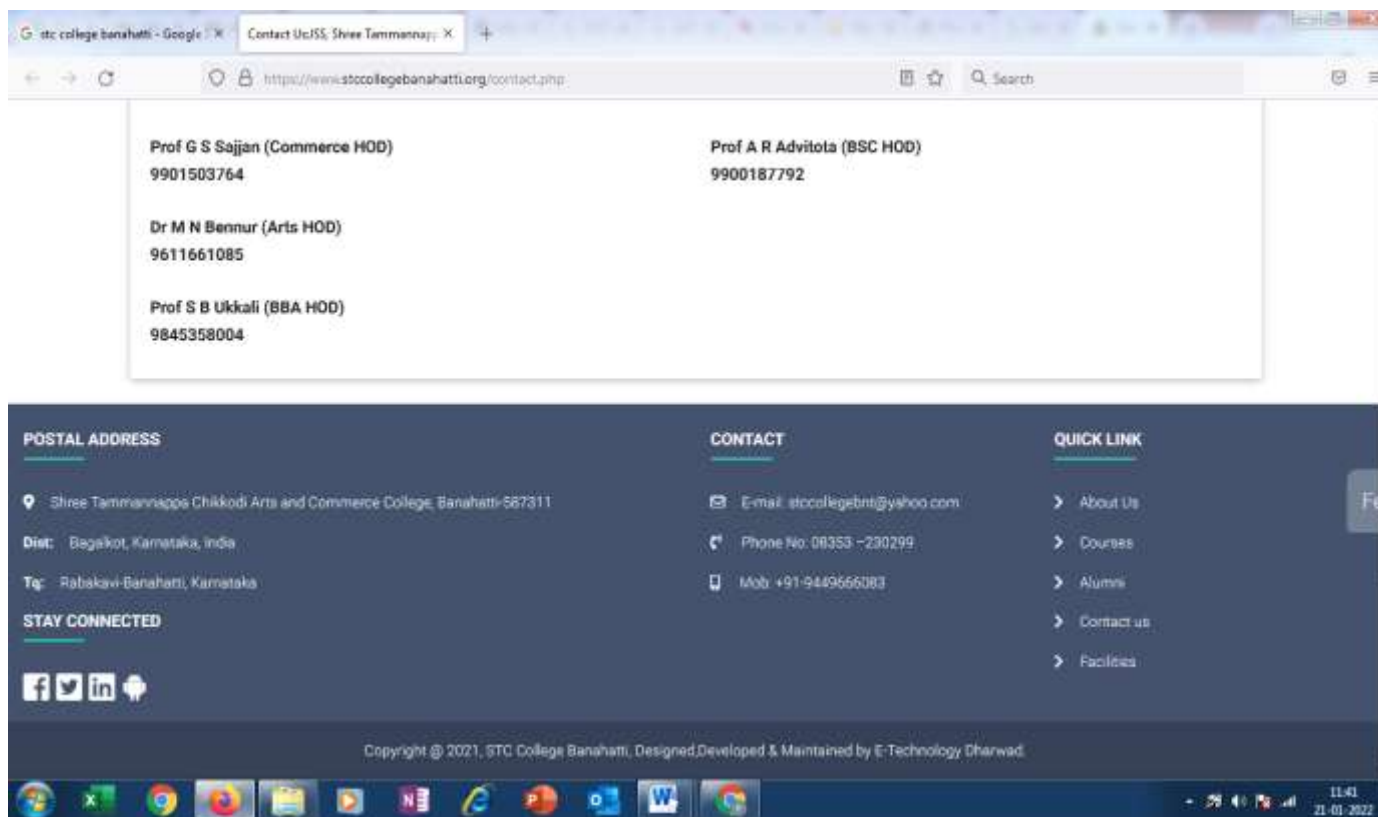 stc college banahatti - Google
Contact Us:JSS, Shree Tammannapp
https://www.stccollegebanahatti.org/contact.php
Search
Prof G S Sajjan (Commerce HOD)
9901503764
Prof A R Advitota (BSC HOD)
9900187792
Dr M N Bennur (Arts HOD)
9611661085
Prof S B Ukkali (BBA HOD)
9845358004
POSTAL ADDRESS
Shree Tammannappa Chikkodi Arts and Commerce College, Banahatti-587311
Dist: Bagalkot, Karnataka, India
Tq: Rabakavi-Banahatti, Karnataka
STAY CONNECTED
CONTACT
E-mail: stccollegebnt@yahoo.com
Phone No: 08353 –230299
Mob: +91-9449666083
QUICK LINK
About Us
Courses
Alumni
Contact us
Facilities
Fe
Copyright @ 2021, STC College Banahatti, Designed,Developed & Maintained by E-Technology Dharwad.
11:41
21-01-2022